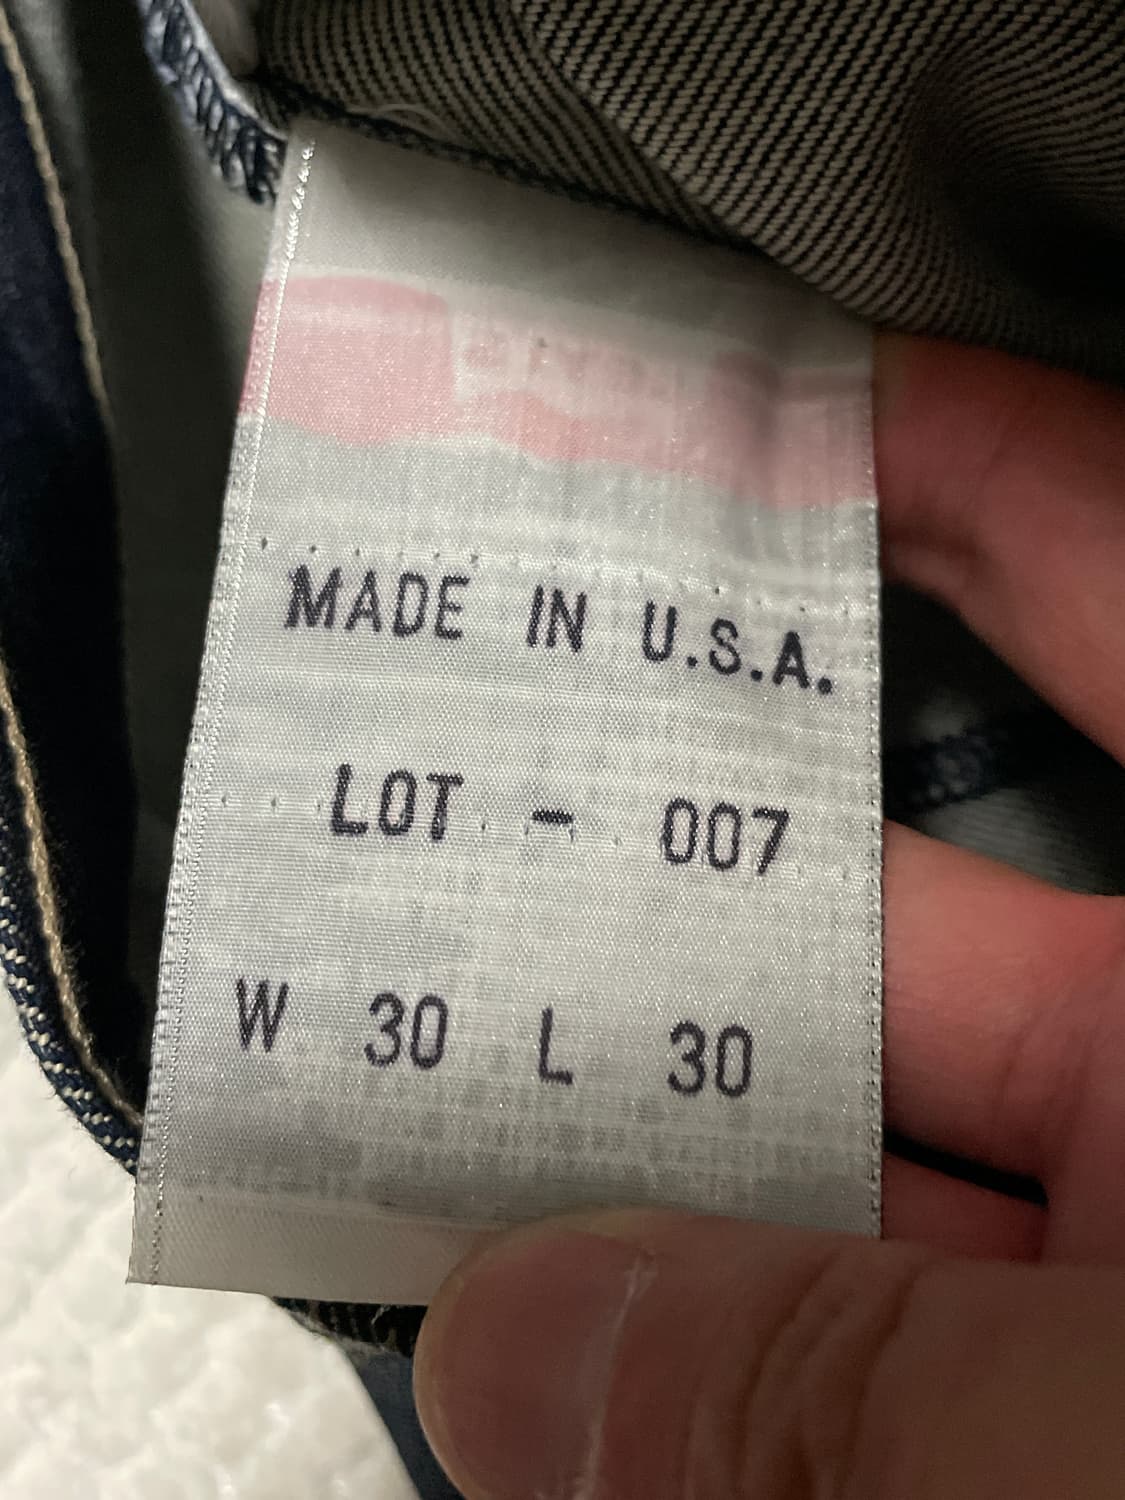 MADE IN U.S.A.
LOT - 007
W 30 L 30